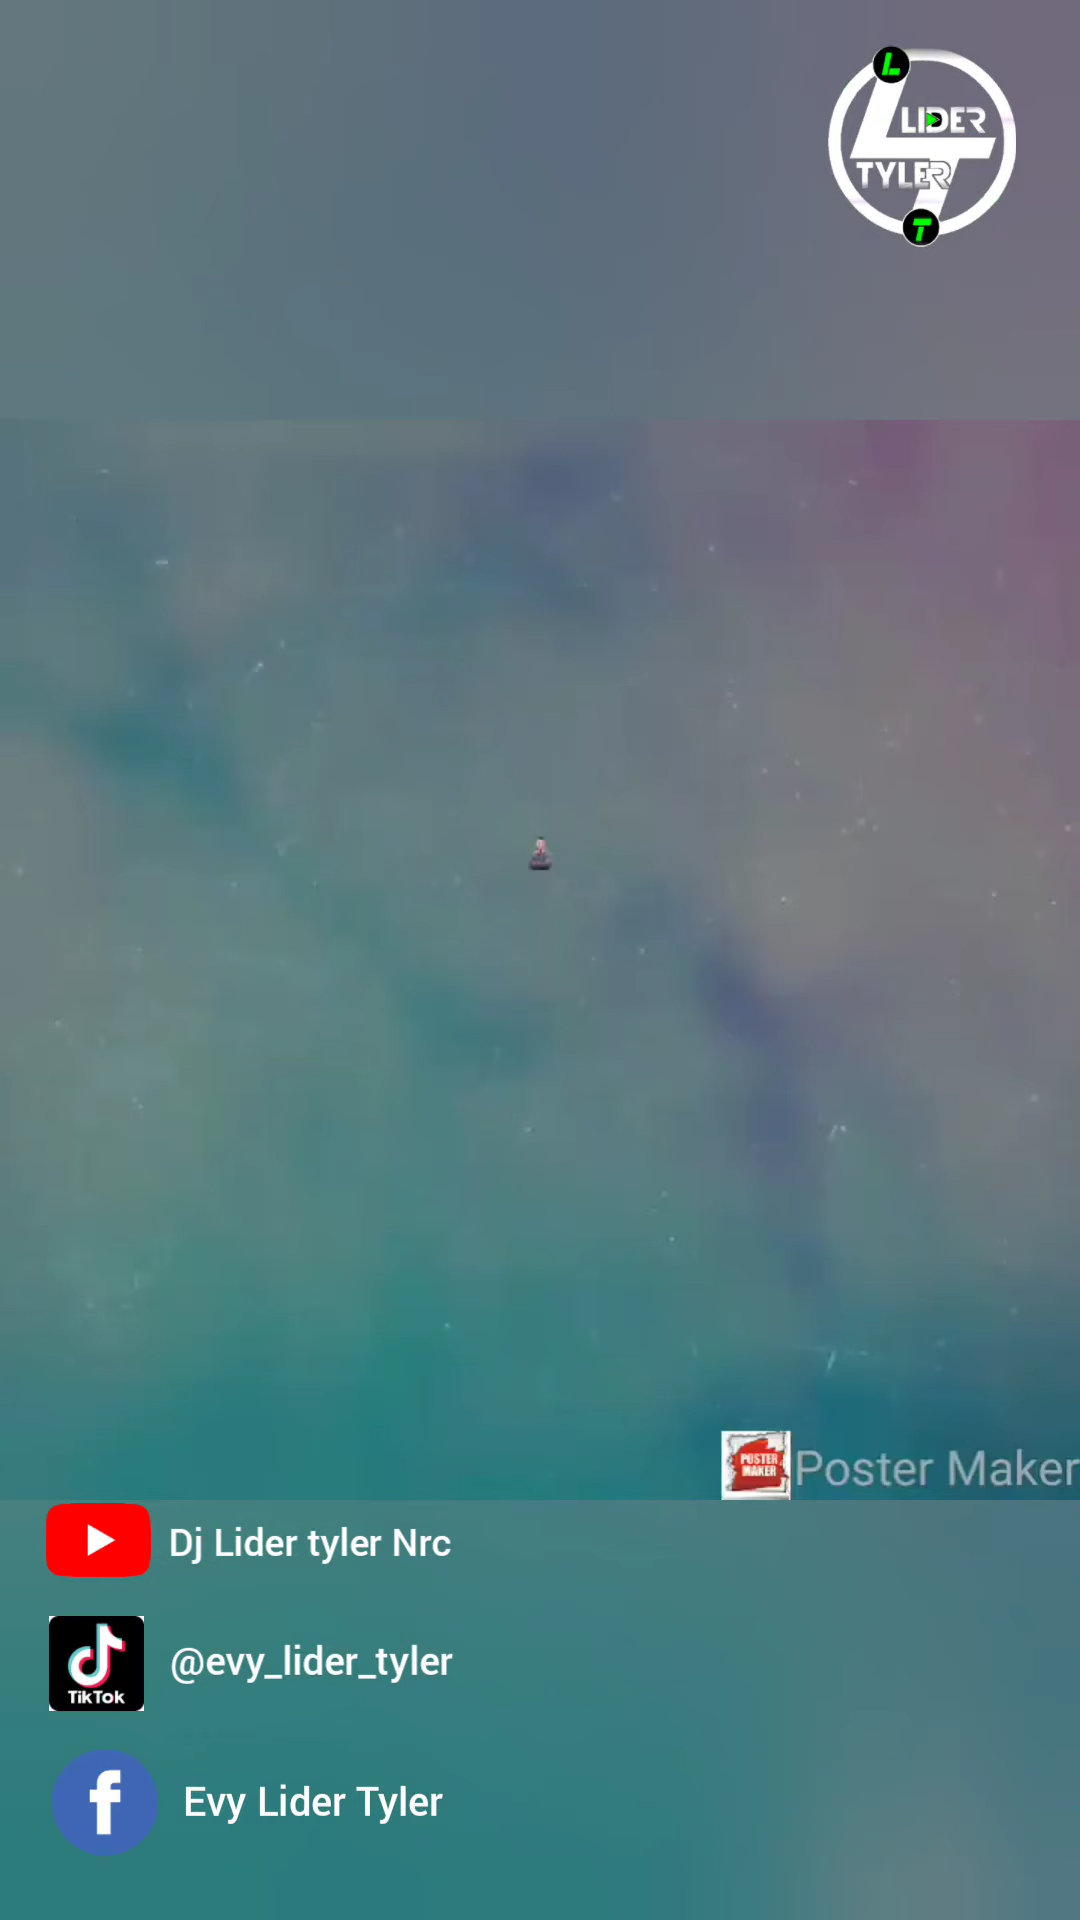 L
LIDER
TYLER
T
POSTER
MAKER
Poster Maker
Dj Lider tyler Nrc
TikTok
@evy_lider_tyler
f
Evy Lider Tyler